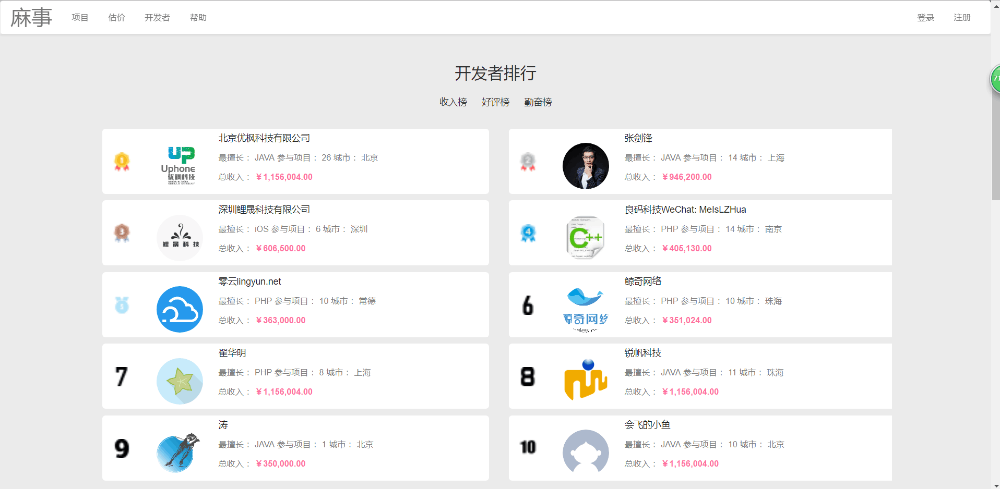 麻事 项目 估价 开发者 帮助 登录 注册
开发者排行
收入榜 好评榜 勤奋榜
1
UP
Uphone
优枫科技
北京优枫科技有限公司
最擅长： JAVA 参与项目： 26 城市： 北京
总收入： ￥1,156,004.00
2
张剑锋
最擅长： JAVA 参与项目： 14 城市： 上海
总收入： ￥946,200.00
3
鲤晟科技
深圳鲤晟科技有限公司
最擅长： iOS 参与项目： 6 城市： 深圳
总收入： ￥606,500.00
4
C++
良码科技WeChat: MeIsLZHua
最擅长： PHP 参与项目： 14 城市： 南京
总收入： ￥405,130.00
5
零云lingyun.net
最擅长： PHP 参与项目： 10 城市： 常德
总收入： ￥363,000.00
6
鲸奇网络
鲸奇网络
最擅长： PHP 参与项目： 10 城市： 珠海
总收入： ￥351,024.00
7
翟华明
最擅长： PHP 参与项目： 8 城市： 上海
总收入： ￥1,156,004.00
8
锐帆科技
最擅长： JAVA 参与项目： 11 城市： 珠海
总收入： ￥1,156,004.00
9
涛
最擅长： JAVA 参与项目： 1 城市： 北京
总收入： ￥350,000.00
10
会飞的小鱼
最擅长： JAVA 参与项目： 10 城市： 北京
总收入： ￥1,156,004.00
71